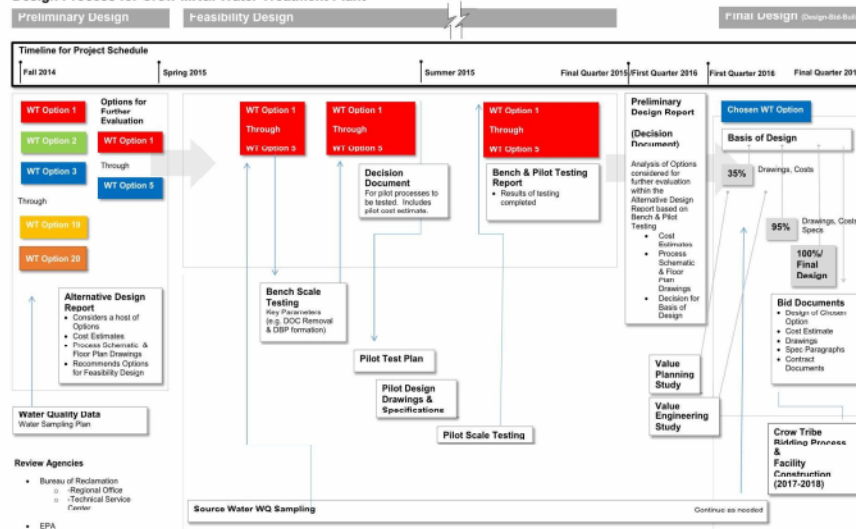 Design Process for Crow MR&I Water Treatment Plant
Preliminary Design
Feasibility Design
Final Design (Design-Bid-Build
Timeline for Project Schedule
Fall 2014
Spring 2015
Summer 2015
Final Quarter 2015/First Quarter 2016
First Quarter 2016
Final Quarter 201
WT Option 1
WT Option 2
WT Option 3
Through
WT Option 19
WT Option 20
Options for
Further
Evaluation
WT Option 1
Through
WT Option 5
Alternative Design
Report
• Considers a host of
Options
• Cost Estimates
• Process Schematic &
Floor Plan Drawings
• Recommends Options
for Feasibility Design
Water Quality Data
Water Sampling Plan
Review Agencies
• Bureau of Reclamation
o -Regional Office
o -Technical Service
Center
• EPA
WT Option 1
Through
WT Option 5
WT Option 1
Through
WT Option 5
Decision
Document
For pilot processes to
be tested. Includes
pilot cost estimate.
Bench Scale
Testing
Key Parameters
(e.g. DOC Removal
& DBP formation)
Pilot Test Plan
Pilot Design
Drawings &
Specifications
Pilot Scale Testing
WT Option 1
Through
WT Option 5
Bench & Pilot Testing
Report
• Results of testing
completed
Source Water WQ Sampling
Continue as needed
Preliminary
Design Report
(Decision
Document)
Analysis of Options
considered for
further evaluation
within the
Alternative Design
Report based on
Bench & Pilot
Testing
• Cost
Estimates
• Process
Schematic
& Floor
Plan
Drawings
• Decision for
Basis of
Design
Value
Planning
Study
Value
Engineering
Study
Chosen WT Option
Basis of Design
35%
Drawings, Costs
95%
Drawings, Costs
Specs
100%/
Final
Design
Bid Documents
• Design of Chosen
Option
• Cost Estimate
• Drawings
• Spec Paragraphs
• Contract
Documents
Crow Tribe
Bidding Process
&
Facility
Construction
(2017-2018)